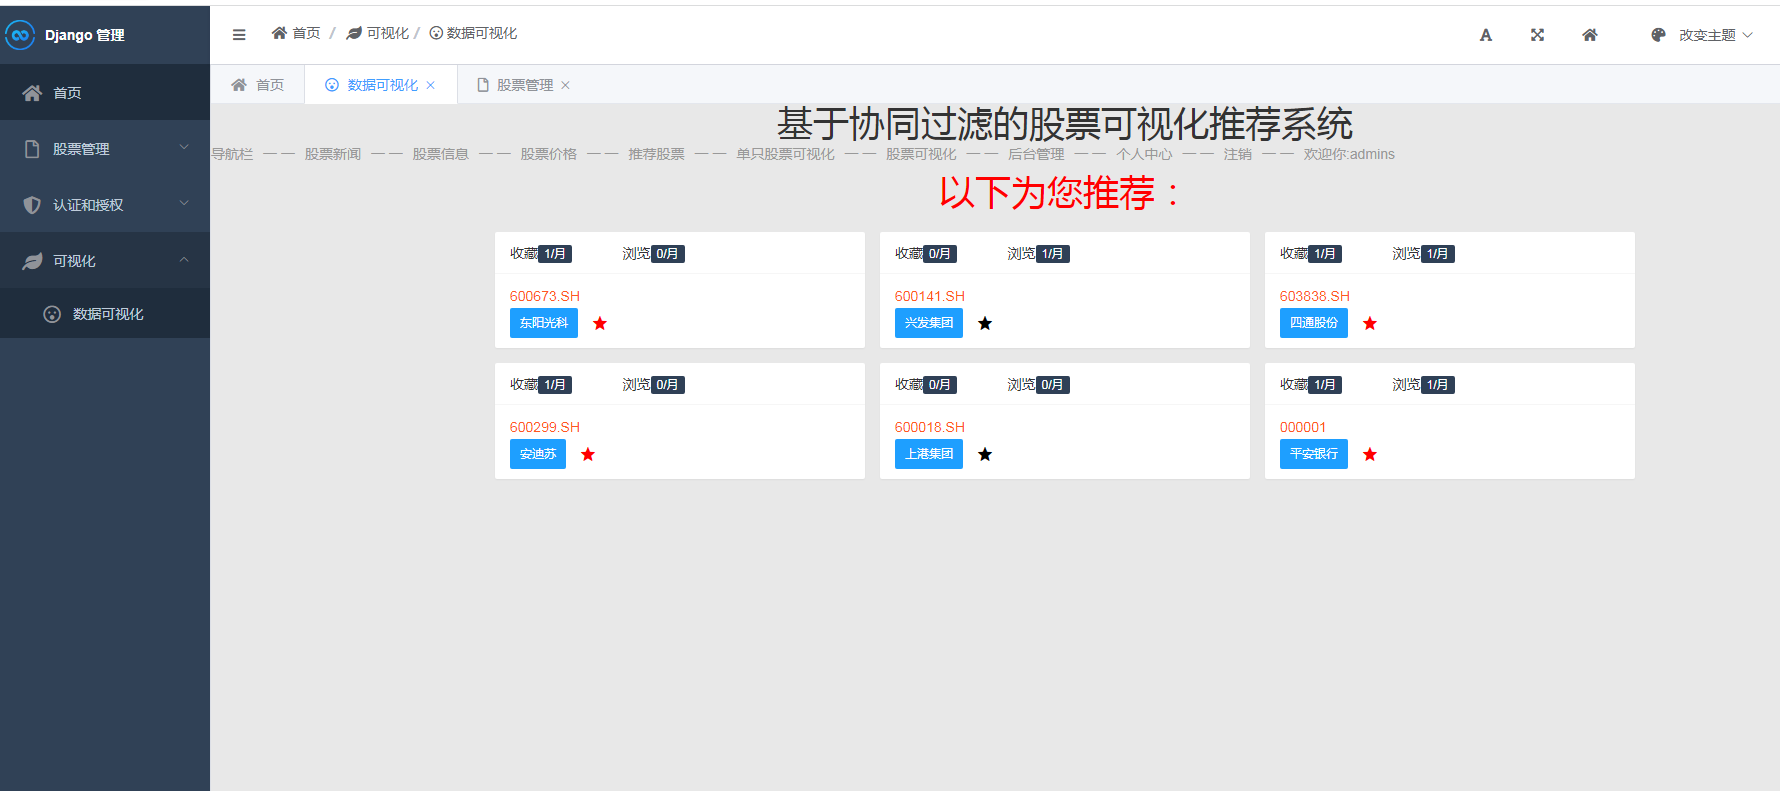 Django 管理
首页 / 可视化 / 数据可视化
A
改变主题
首页
股票管理
认证和授权
可视化
数据可视化
首页 数据可视化 × 股票管理 ×
基于协同过滤的股票可视化推荐系统
导航栏 —— 股票新闻 —— 股票信息 —— 股票价格 —— 推荐股票 —— 单只股票可视化 —— 股票可视化 —— 后台管理 —— 个人中心 —— 注销 —— 欢迎你:admins
以下为您推荐：
收藏1/月 浏览0/月
600673.SH
东阳光科
收藏0/月 浏览1/月
600141.SH
兴发集团
收藏1/月 浏览1/月
603838.SH
四通股份
收藏1/月 浏览0/月
600299.SH
安迪苏
收藏0/月 浏览0/月
600018.SH
上港集团
收藏1/月 浏览1/月
000001
平安银行